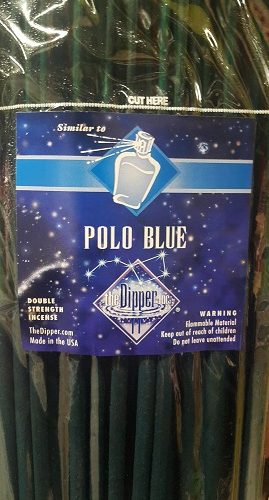 CUT HERE
Similar to
POLO BLUE
the Dipper inc.
DOUBLE
STRENGTH
INCENSE
TheDipper.com
Made in the USA
WARNING
Flammable Material
Keep out of reach of children
Do not leave unattended